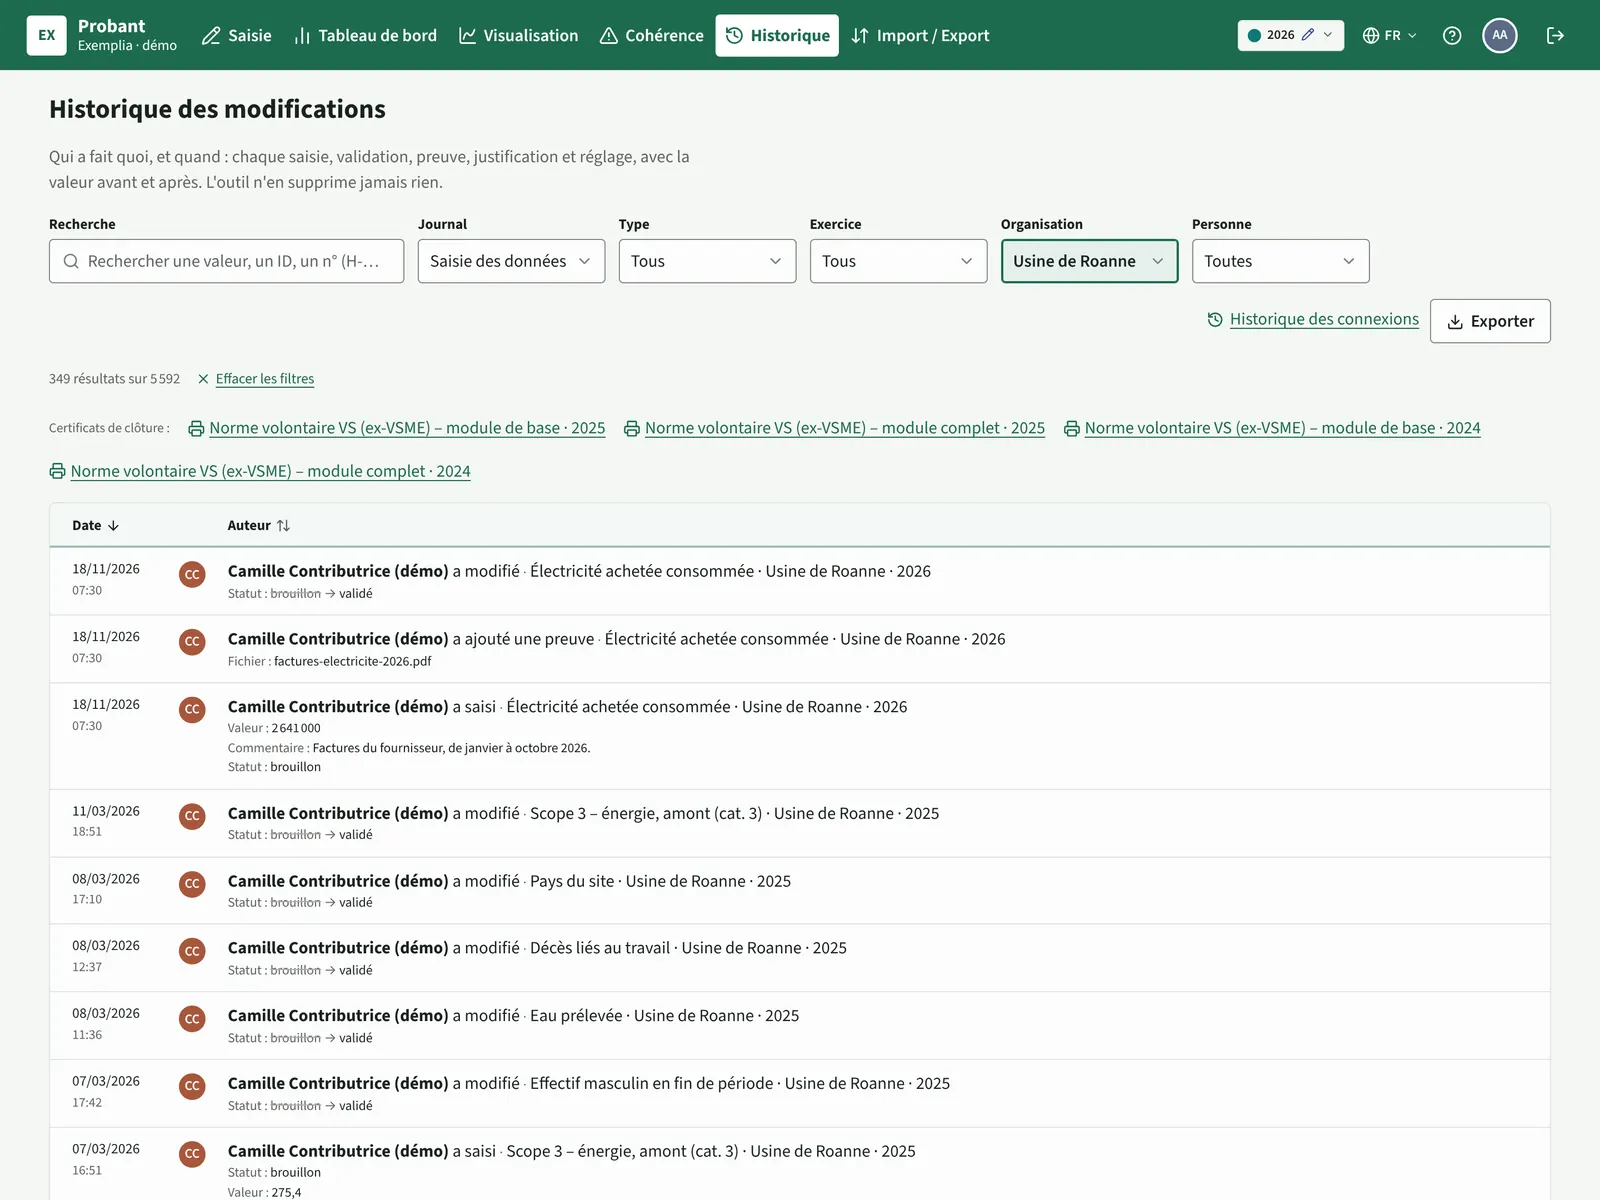 EX
Probant
Exemplia · démo
Saisie
Tableau de bord
Visualisation
Cohérence
Historique
Import / Export
2026
FR
AA
Historique des modifications
Qui a fait quoi, et quand : chaque saisie, validation, preuve, justification et réglage, avec la
valeur avant et après. L'outil n'en supprime jamais rien.
Recherche
Journal
Type
Exercice
Organisation
Personne
Rechercher une valeur, un ID, un n° (H-…
Saisie des données
Tous
Tous
Usine de Roanne
Toutes
Historique des connexions
Exporter
349 résultats sur 5 592
Effacer les filtres
Certificats de clôture :
Norme volontaire VS (ex-VSME) – module de base · 2025
Norme volontaire VS (ex-VSME) – module complet · 2025
Norme volontaire VS (ex-VSME) – module de base · 2024
Norme volontaire VS (ex-VSME) – module complet · 2024
Date
Auteur
18/11/2026
07:30
CC
Camille Contributrice (démo) a modifié · Électricité achetée consommée · Usine de Roanne · 2026
Statut : brouillon → validé
18/11/2026
07:30
CC
Camille Contributrice (démo) a ajouté une preuve · Électricité achetée consommée · Usine de Roanne · 2026
Fichier : factures-electricite-2026.pdf
18/11/2026
07:30
CC
Camille Contributrice (démo) a saisi · Électricité achetée consommée · Usine de Roanne · 2026
Valeur : 2 641 000
Commentaire : Factures du fournisseur, de janvier à octobre 2026.
Statut : brouillon
11/03/2026
18:51
CC
Camille Contributrice (démo) a modifié · Scope 3 – énergie, amont (cat. 3) · Usine de Roanne · 2025
Statut : brouillon → validé
08/03/2026
17:10
CC
Camille Contributrice (démo) a modifié · Pays du site · Usine de Roanne · 2025
Statut : brouillon → validé
08/03/2026
12:37
CC
Camille Contributrice (démo) a modifié · Décès liés au travail · Usine de Roanne · 2025
Statut : brouillon → validé
08/03/2026
11:36
CC
Camille Contributrice (démo) a modifié · Eau prélevée · Usine de Roanne · 2025
Statut : brouillon → validé
07/03/2026
17:42
CC
Camille Contributrice (démo) a modifié · Effectif masculin en fin de période · Usine de Roanne · 2025
Statut : brouillon → validé
07/03/2026
16:51
CC
Camille Contributrice (démo) a saisi · Scope 3 – énergie, amont (cat. 3) · Usine de Roanne · 2025
Statut : brouillon
Valeur : 275,4